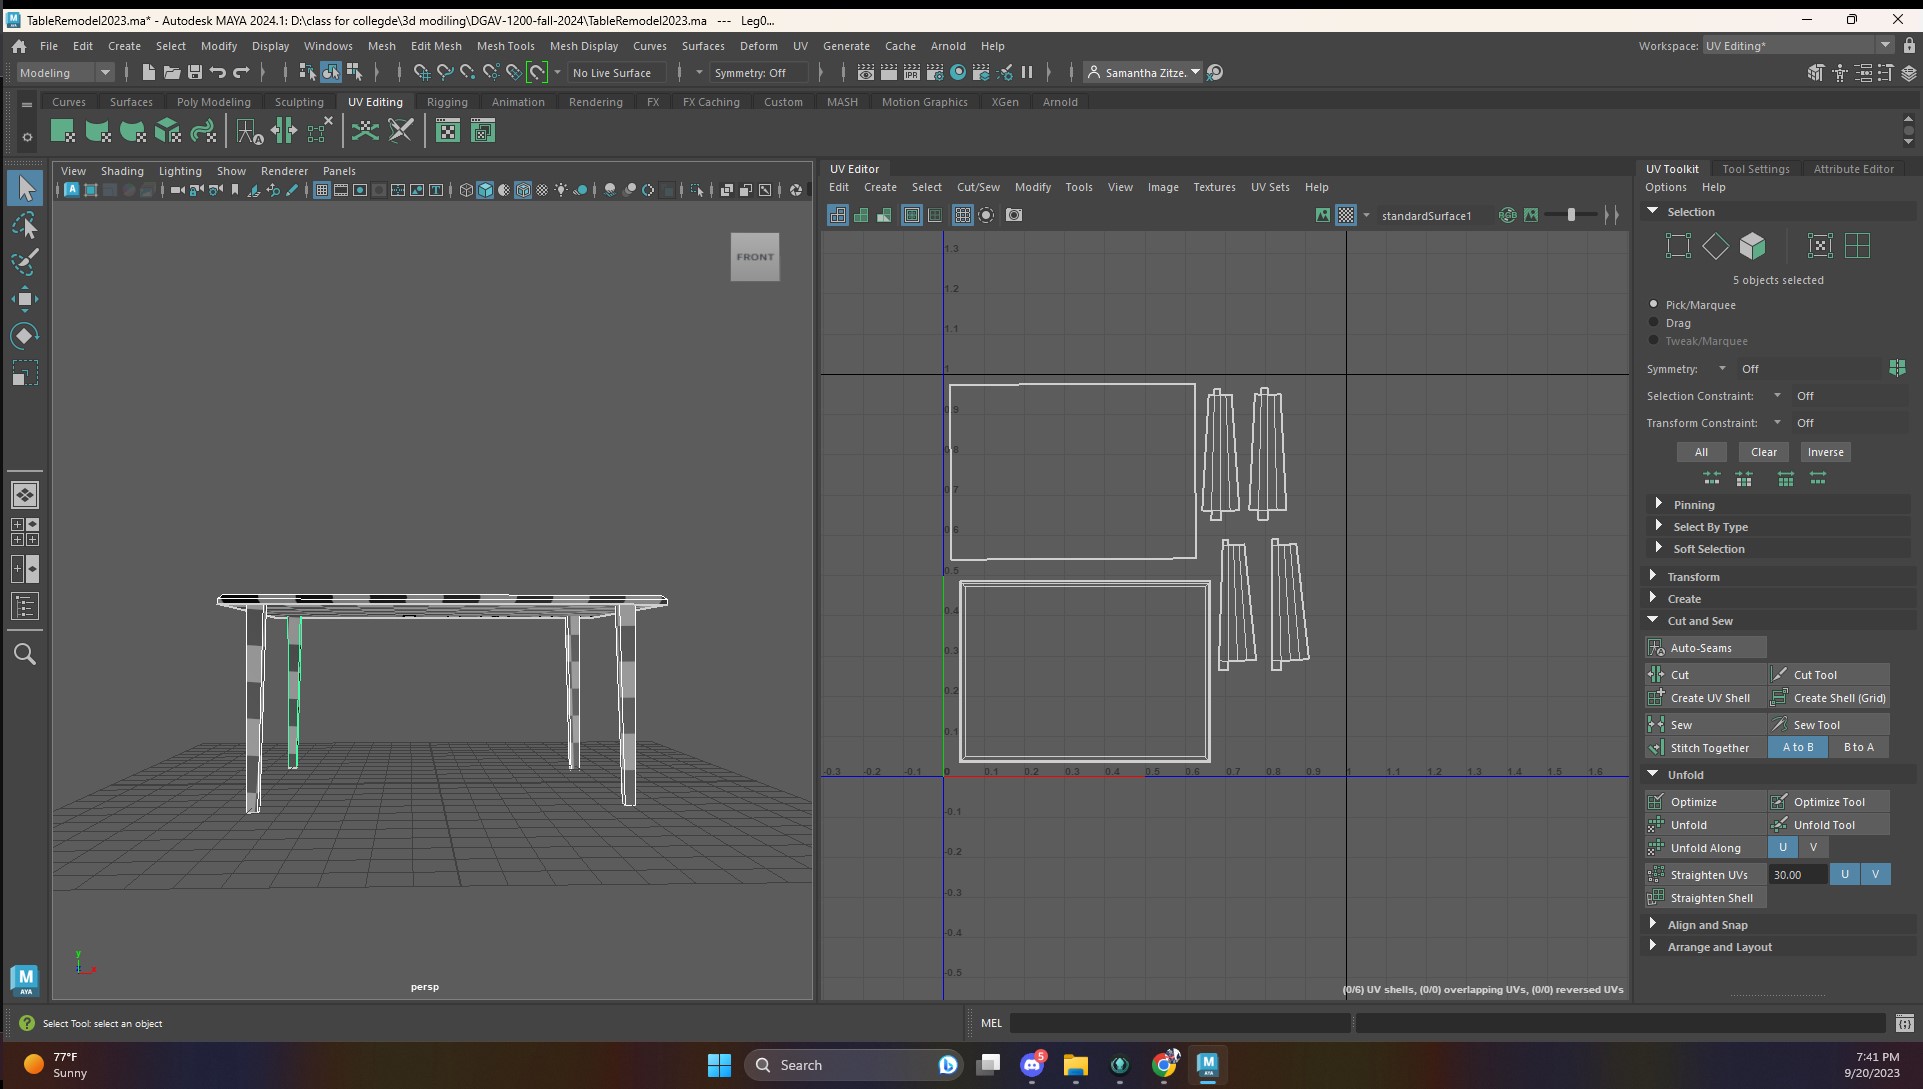 TableRemodel2023.ma* - Autodesk MAYA 2024.1: D:\class for collegde\3d modiling\DGAV-1200-fall-2024\TableRemodel2023.ma --- Leg0...
File Edit Create Select Modify Display Windows Mesh Edit Mesh Mesh Tools Mesh Display Curves Surfaces Deform UV Generate Cache Arnold Help Workspace: UV Editing*
Modeling No Live Surface Symmetry: Off IPR Samantha Zitze.
Curves Surfaces Poly Modeling Sculpting UV Editing Rigging Animation Rendering FX FX Caching Custom MASH Motion Graphics XGen Arnold
View Shading Lighting Show Renderer Panels
FRONT
persp
y
x
UV Editor
Edit Create Select Cut/Sew Modify Tools View Image Textures UV Sets Help
standardSurface1 RGB
1.3
1.2
1.1
1
0.9
0.8
0.7
0.6
0.5
0.4
0.3
0.2
0.1
-0.3 -0.2 -0.1 0 0.1 0.2 0.3 0.4 0.5 0.6 0.7 0.8 0.9 1 1.1 1.2 1.3 1.4 1.5 1.6
-0.1
-0.2
-0.3
-0.4
-0.5
(0/6) UV shells, (0/0) overlapping UVs, (0/0) reversed UVs
UV Toolkit Tool Settings Attribute Editor
Options Help
Selection
5 objects selected
Pick/Marquee
Drag
Tweak/Marquee
Symmetry: Off
Selection Constraint: Off
Transform Constraint: Off
All Clear Inverse
Pinning
Select By Type
Soft Selection
Transform
Create
Cut and Sew
Auto-Seams
Cut Cut Tool
Create UV Shell Create Shell (Grid)
Sew Sew Tool
Stitch Together A to B B to A
Unfold
Optimize Optimize Tool
Unfold Unfold Tool
Unfold Along U V
Straighten UVs 30.00 U V
Straighten Shell
Align and Snap
Arrange and Layout
M
AYA
Select Tool: select an object
MEL
77°F
Sunny
Search
5
M
AYA
7:41 PM
9/20/2023